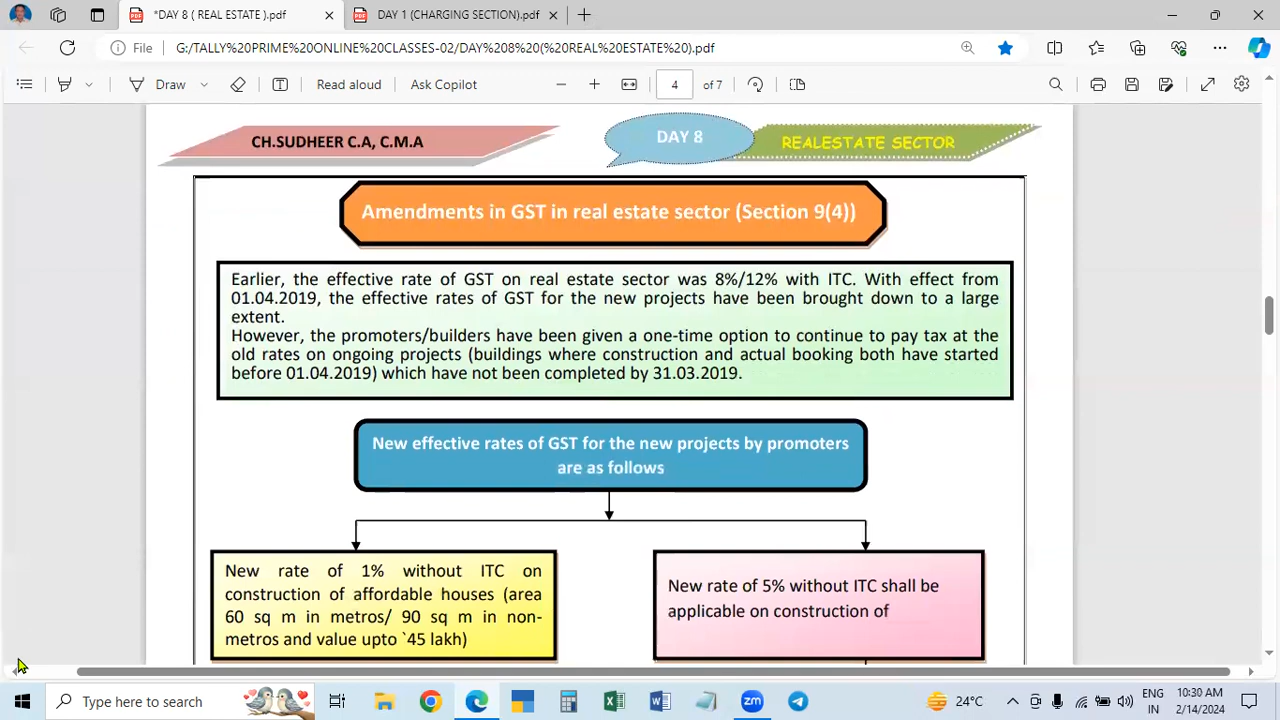 *DAY 8 ( REAL ESTATE ).pdf
DAY 1 (CHARGING SECTION).pdf
File
G:/TALLY%20PRIME%20ONLINE%20CLASSES-02/DAY%208%20(%20REAL%20ESTATE%20).pdf
Draw
Read aloud
Ask Copilot
4
of 7
CH.SUDHEER C.A, C.M.A
DAY 8
REALESTATE SECTOR
Amendments in GST in real estate sector (Section 9(4))
Earlier, the effective rate of GST on real estate sector was 8%/12% with ITC. With effect from
01.04.2019, the effective rates of GST for the new projects have been brought down to a large
extent.
However, the promoters/builders have been given a one-time option to continue to pay tax at the
old rates on ongoing projects (buildings where construction and actual booking both have started
before 01.04.2019) which have not been completed by 31.03.2019.
New effective rates of GST for the new projects by promoters
are as follows
New rate of 1% without ITC on
construction of affordable houses (area
60 sq m in metros/ 90 sq m in non-
metros and value upto `45 lakh)
New rate of 5% without ITC shall be
applicable on construction of
Type here to search
24°C
ENG
IN
10:30 AM
2/14/2024